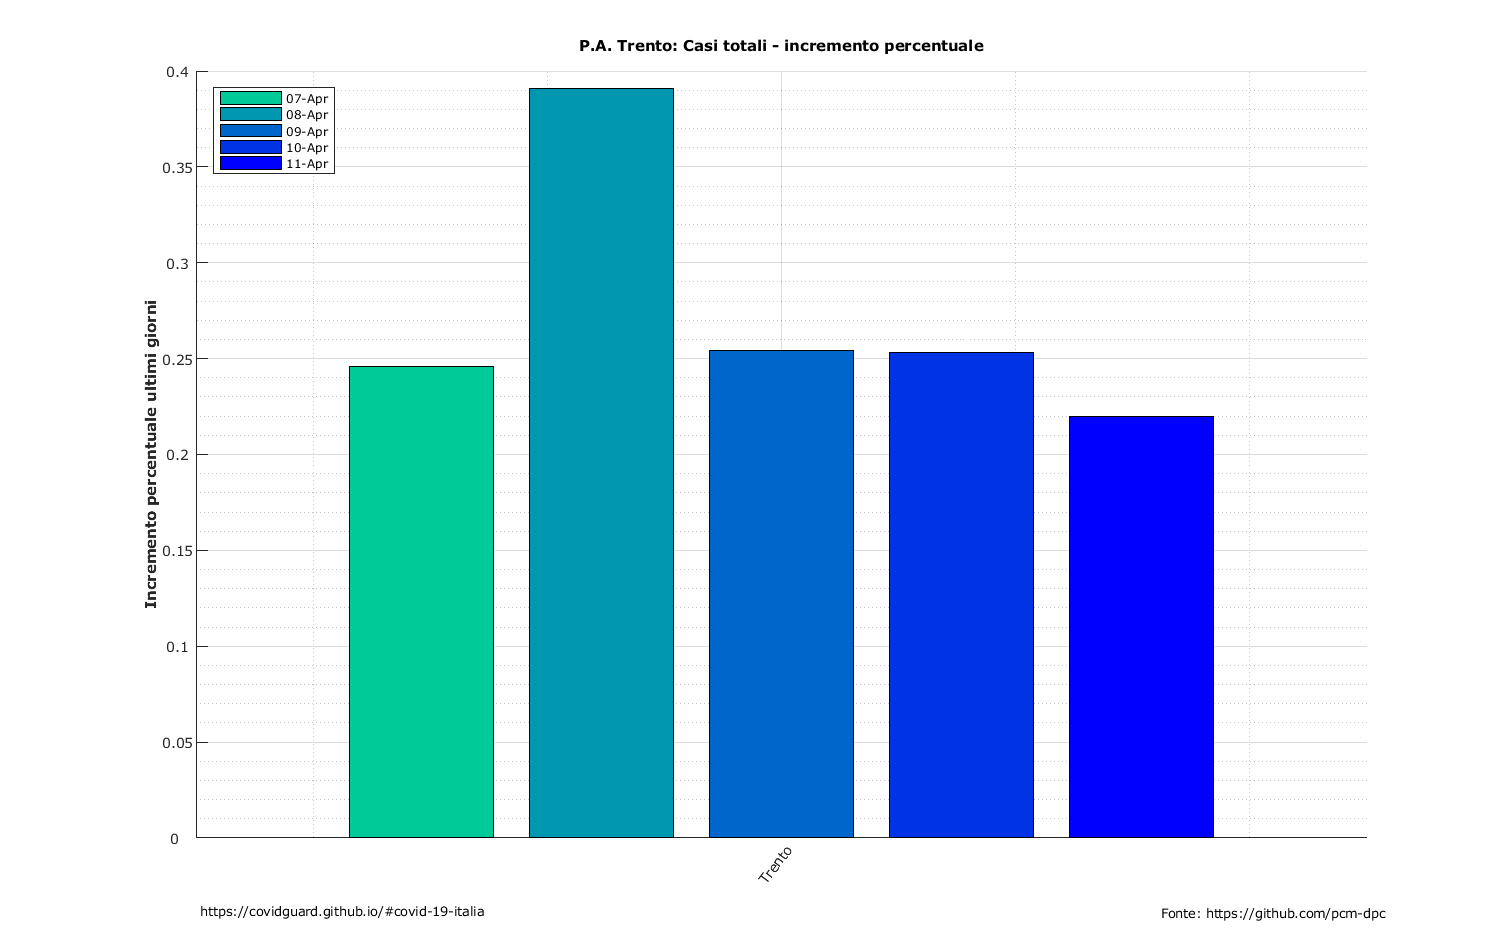 P.A. Trento: Casi totali - incremento percentuale
0.4
0.35
0.3
0.25
0.2
0.15
0.1
0.05
0
Incremento percentuale ultimi giorni
07-Apr
08-Apr
09-Apr
10-Apr
11-Apr
Trento
https://covidguard.github.io/#covid-19-italia
Fonte: https://github.com/pcm-dpc